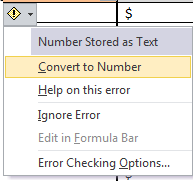 $
Number Stored as Text
Convert to Number
Help on this error
Ignore Error
Edit in Formula Bar
Error Checking Options...